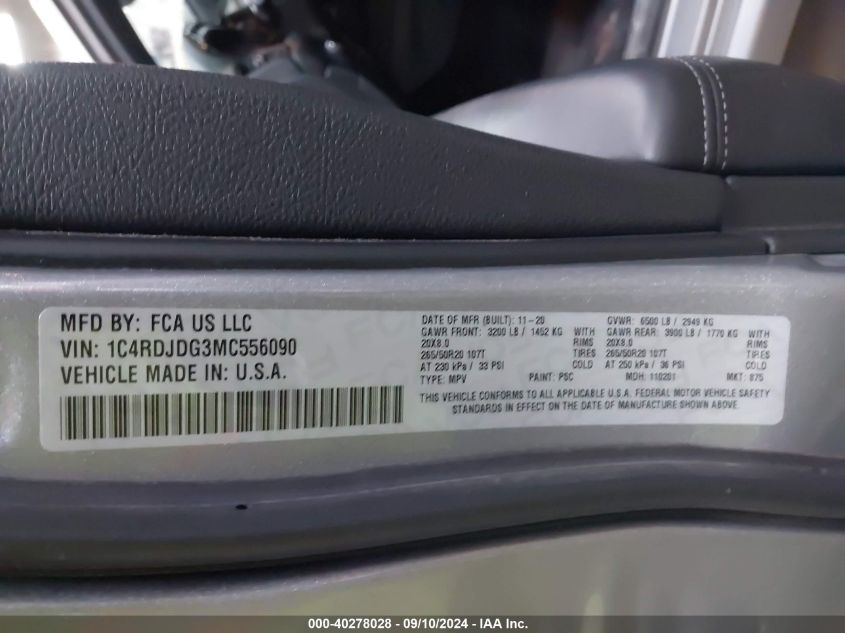 MFD BY: FCA US LLC
VIN: 1C4RDJDG3MC556090
VEHICLE MADE IN: U.S.A.
DATE OF MFR (BUILT): 11-20 GVWR: 6500 LB / 2949 KG
GAWR FRONT: 3200 LB / 1452 KG WITH GAWR REAR: 3900 LB / 1770 KG WITH
20X8.0 RIMS 20X8.0 RIMS
265/50R20 107T TIRES 265/50R20 107T TIRES
AT 230 kPa / 33 PSI COLD AT 250 kPa / 36 PSI COLD
TYPE: MPV PAINT: PSC MDH: 110201 MKT: 875
THIS VEHICLE CONFORMS TO ALL APPLICABLE U.S.A. FEDERAL MOTOR VEHICLE SAFETY
STANDARDS IN EFFECT ON THE DATE OF MANUFACTURE SHOWN ABOVE.
000-40278028 - 09/10/2024 - IAA Inc.